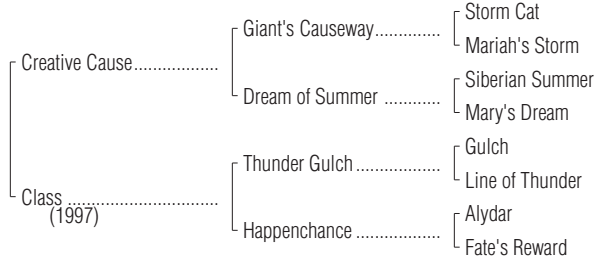 Storm Cat
Giant's Causeway..............
Mariah's Storm
Creative Cause..................
Siberian Summer
Dream of Summer ............
Mary's Dream
Gulch
Thunder Gulch ..................
Line of Thunder
Class ................................
(1997)
Alydar
Happenchance ..................
Fate's Reward